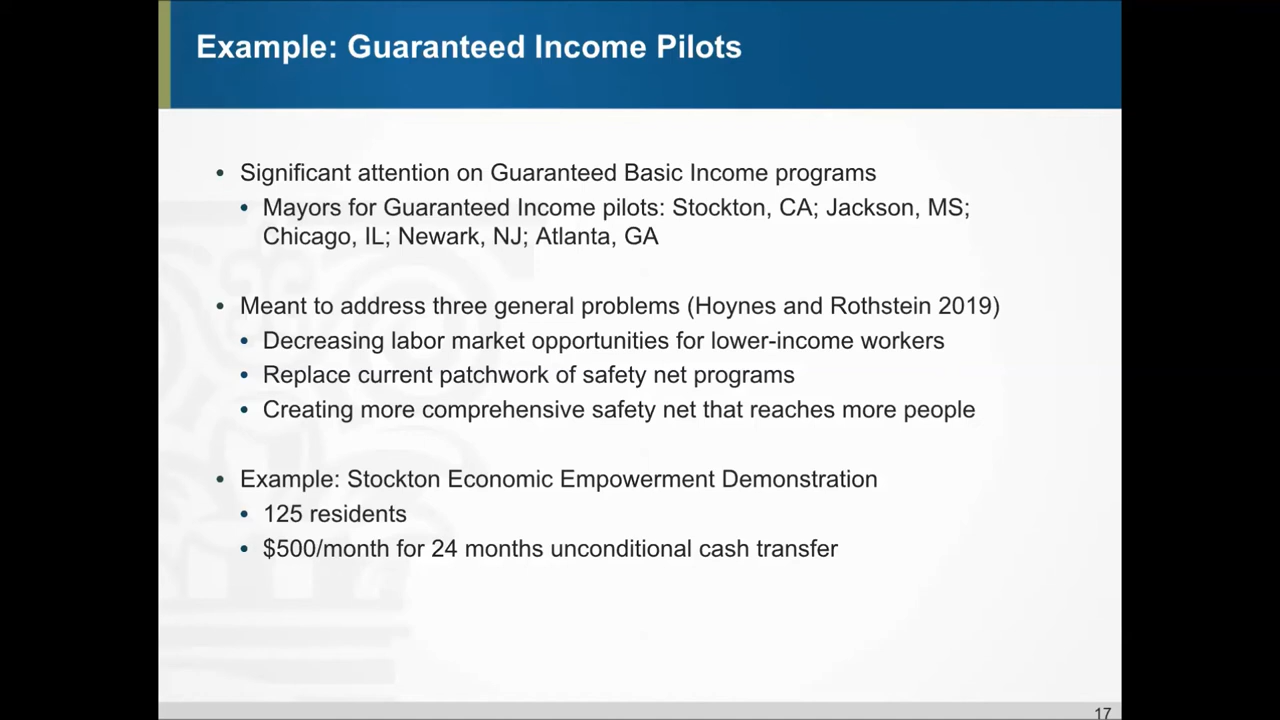 Example: Guaranteed Income Pilots
• Significant attention on Guaranteed Basic Income programs
• Mayors for Guaranteed Income pilots: Stockton, CA; Jackson, MS;
Chicago, IL; Newark, NJ; Atlanta, GA
• Meant to address three general problems (Hoynes and Rothstein 2019)
• Decreasing labor market opportunities for lower-income workers
• Replace current patchwork of safety net programs
• Creating more comprehensive safety net that reaches more people
• Example: Stockton Economic Empowerment Demonstration
• 125 residents
• $500/month for 24 months unconditional cash transfer
17